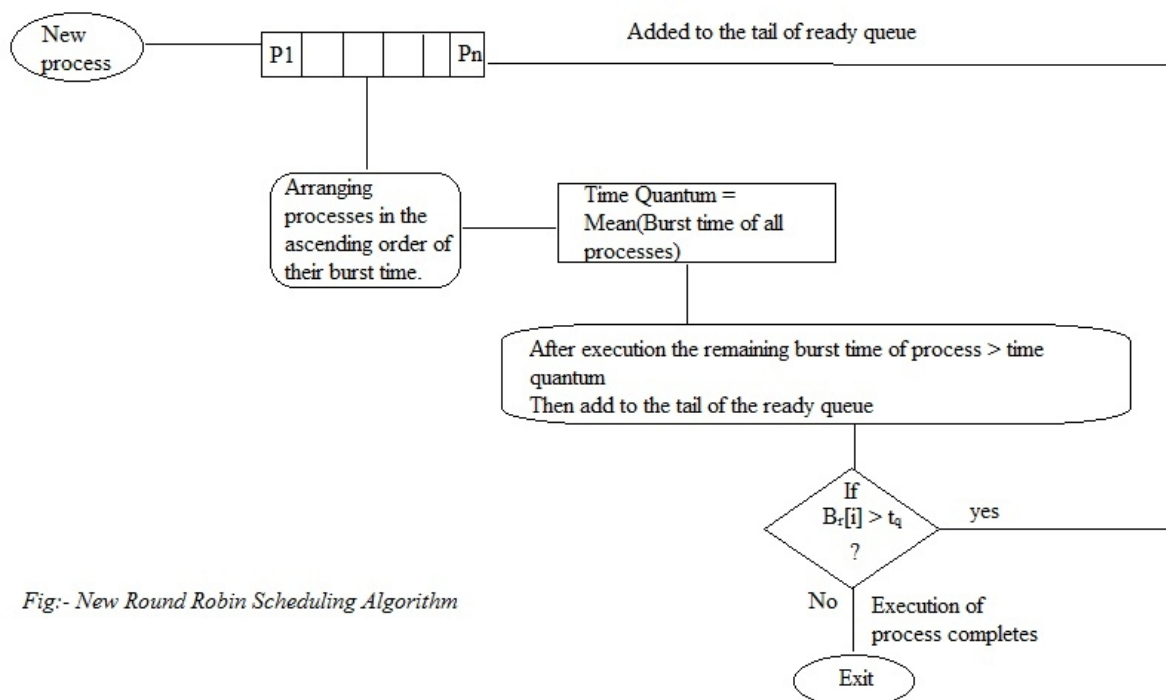 New
process
P1
Pn
Added to the tail of ready queue
Arranging
processes in the
ascending order of
their burst time.
Time Quantum =
Mean(Burst time of all
processes)
After execution the remaining burst time of process > time
quantum
Then add to the tail of the ready queue
If
Bᵣ[i] > t_q
?
yes
No
Execution of
process completes
Exit
Fig:- New Round Robin Scheduling Algorithm